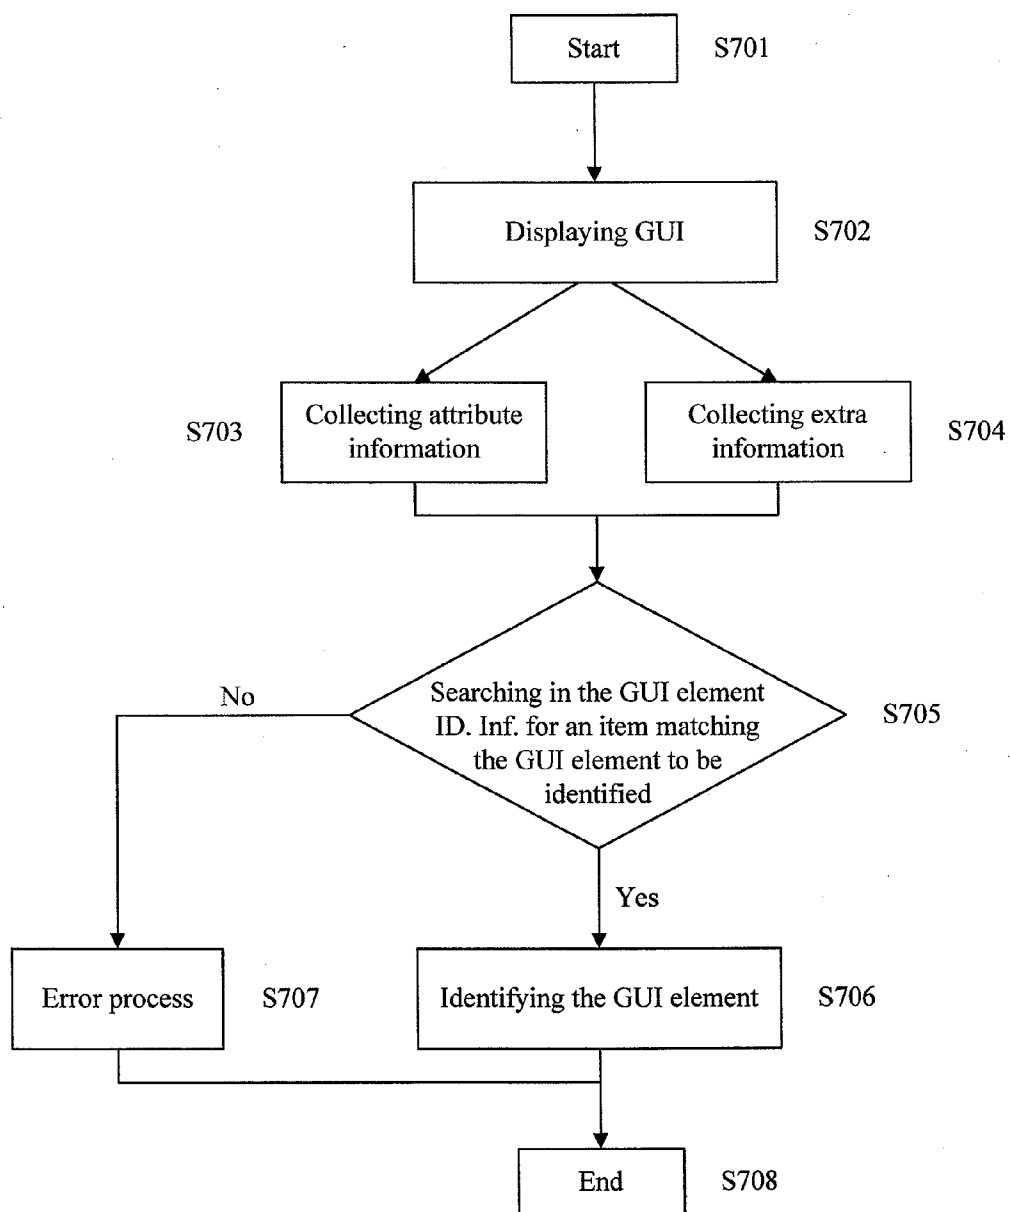 Start
S701
Displaying GUI
S702
S703
Collecting attribute
information
Collecting extra
information
S704
No
Searching in the GUI element
ID. Inf. for an item matching
the GUI element to be
identified
S705
Yes
Error process
S707
Identifying the GUI element
S706
End
S708